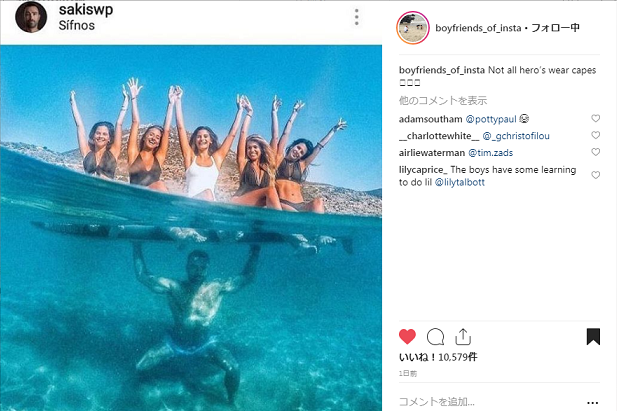 sakiswp
Sífnos
boyfriends_of_insta • フォロー中
boyfriends_of_insta Not all hero's wear capes
他のコメントを表示
adamsoutham @pottypaul
__charlottewhite__ @_gchristofilou
airliewaterman @tim.zads
lilycaprice_ The boys have some learning
to do lil @lilytalbott
いいね！10,579件
1日前
コメントを追加...